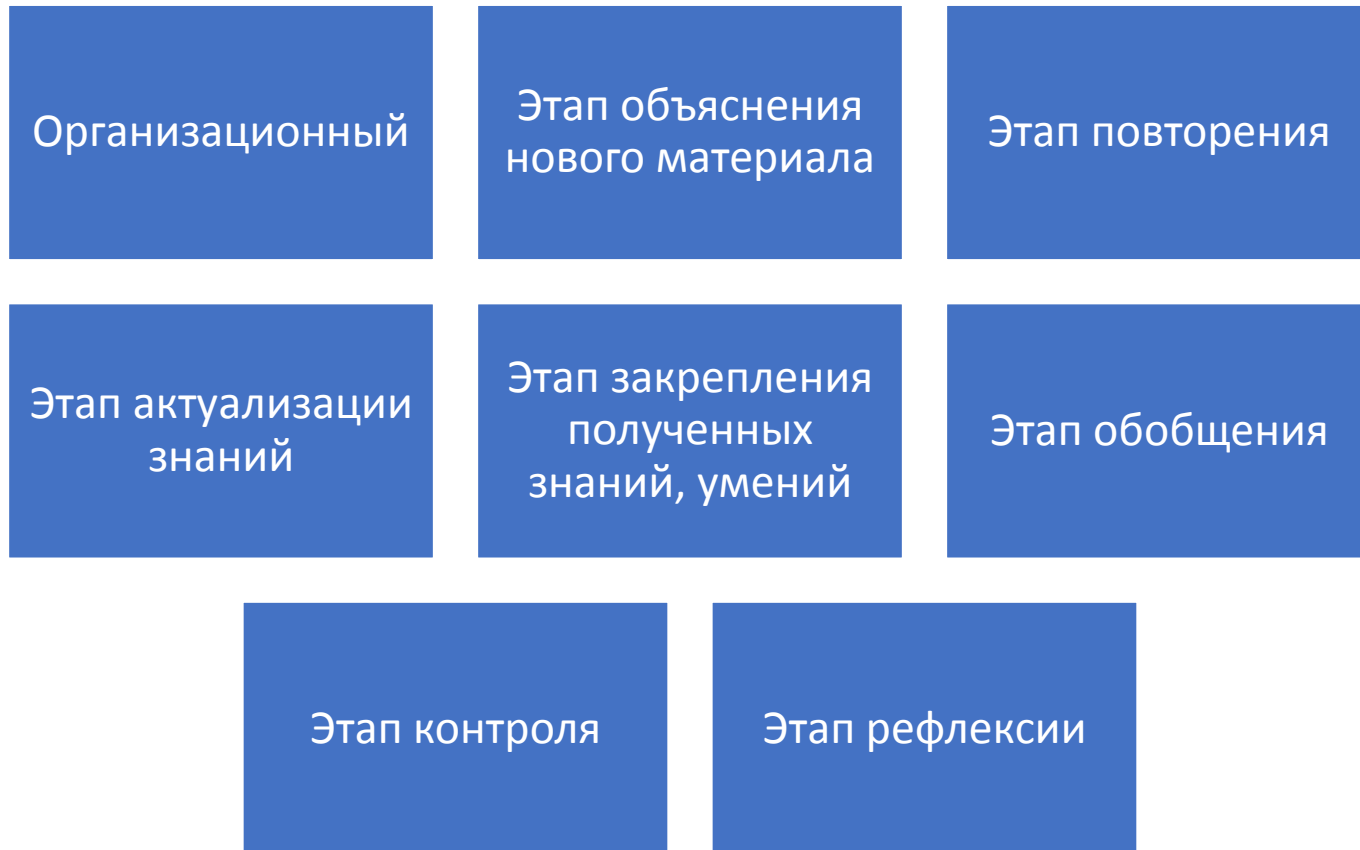 Организационный
Этап объяснения
нового материала
Этап повторения
Этап актуализации
знаний
Этап закрепления
полученных
знаний, умений
Этап обобщения
Этап контроля
Этап рефлексии